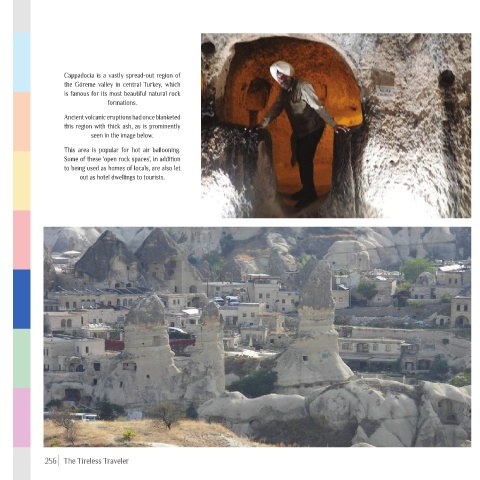 Cappadocia is a vastly spread-out region of
the Göreme valley in central Turkey, which
is famous for its most beautiful natural rock
formations.
Ancient volcanic eruptions had once blanketed
this region with thick ash, as is prominently
seen in the image below.
This area is popular for hot air ballooning.
Some of these 'open rock spaces', in addition
to being used as homes of locals, are also let
out as hotel dwellings to tourists.
256 | The Tireless Traveler